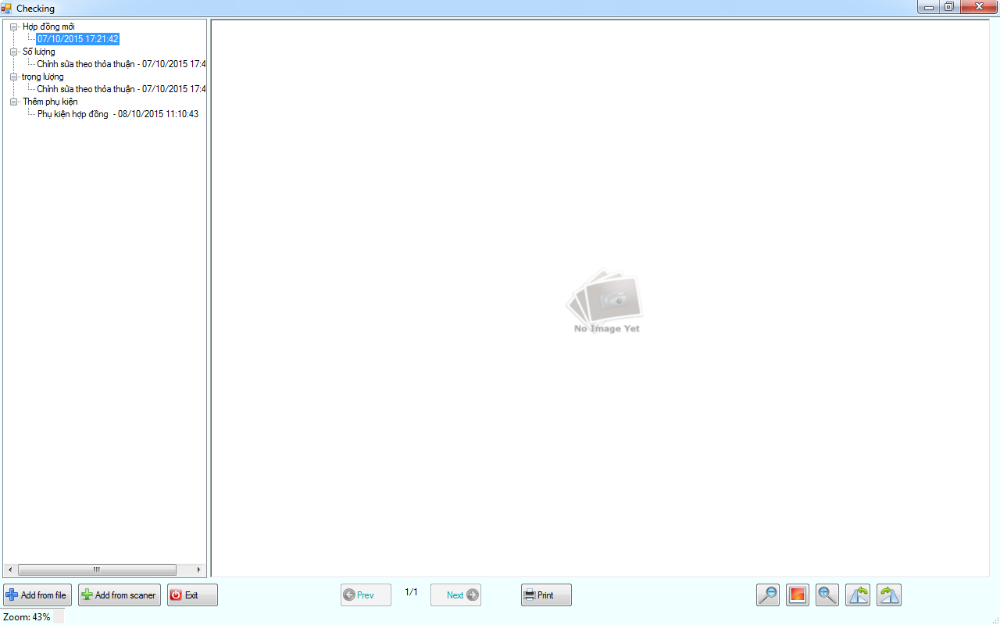 Checking
Hợp đồng mới
07/10/2015 17:21:42
Số lượng
Chỉnh sửa theo thỏa thuận - 07/10/2015 17:4
trọng lượng
Chỉnh sửa theo thỏa thuận - 07/10/2015 17:4
Thêm phụ kiện
Phụ kiện hợp đồng - 08/10/2015 11:10:43
No Image Yet
Add from file
Add from scaner
Exit
Prev
1/1
Next
Print
Zoom: 43%